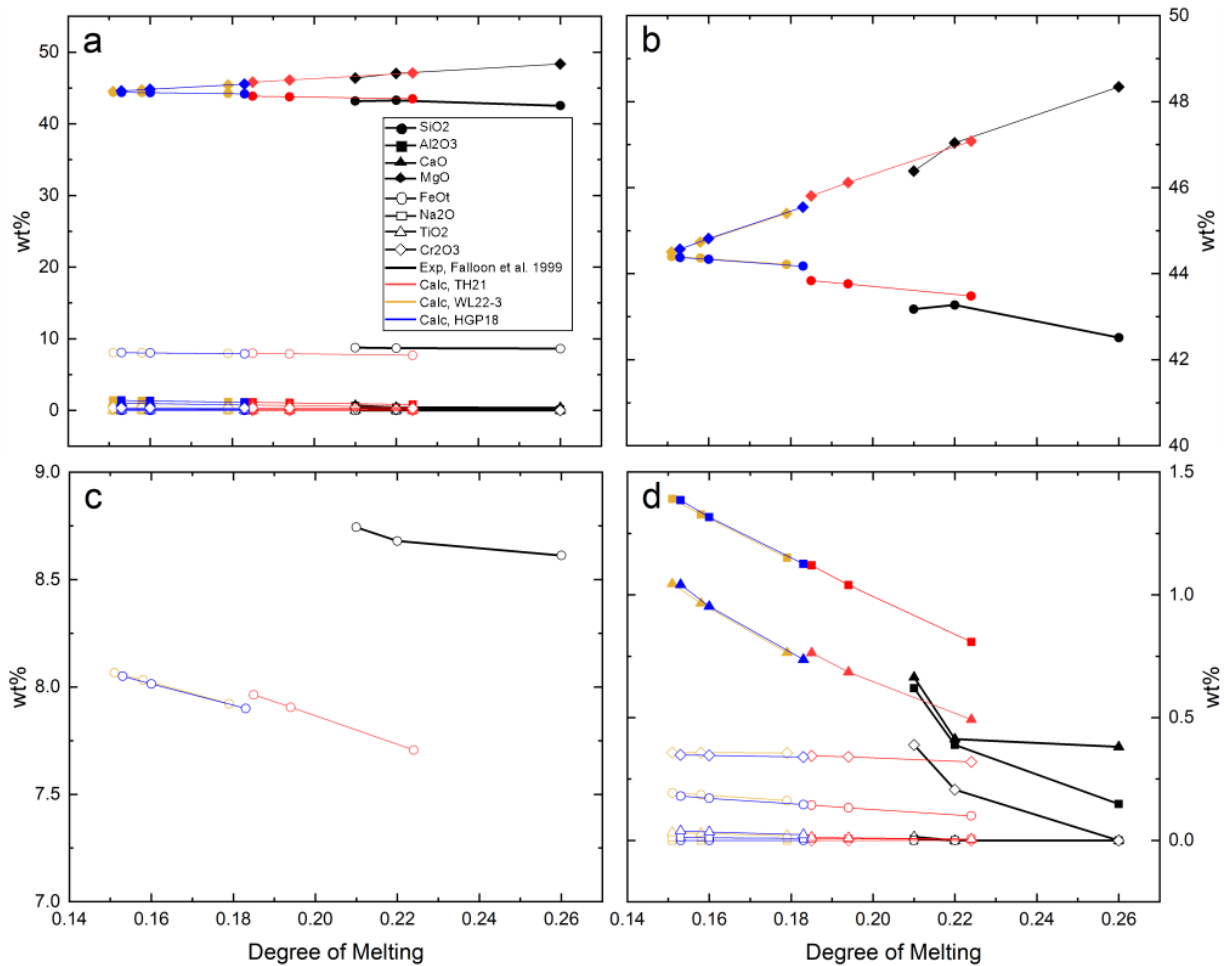 a
50
40
30
20
10
0
wt%
SiO2
Al2O3
CaO
MgO
FeOt
Na2O
TiO2
Cr2O3
Exp, Falloon et al. 1999
Calc, TH21
Calc, WL22-3
Calc, HGP18
b
50
48
46
44
42
40
wt%
c
9.0
8.5
8.0
7.5
7.0
wt%
0.14 0.16 0.18 0.20 0.22 0.24 0.26
Degree of Melting
d
1.5
1.0
0.5
0.0
wt%
0.14 0.16 0.18 0.20 0.22 0.24 0.26
Degree of Melting